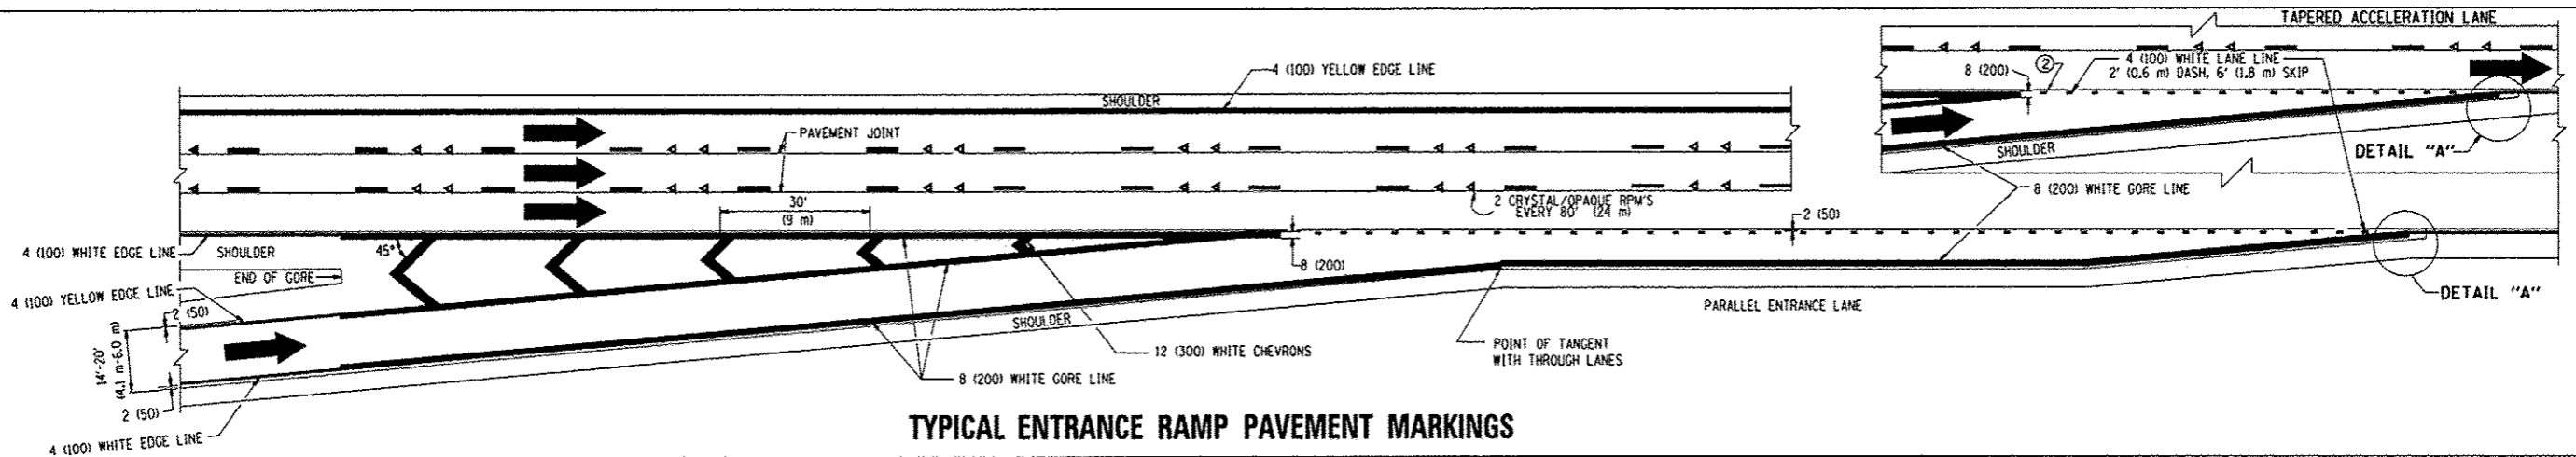 TAPERED ACCELERATION LANE
4 (100) YELLOW EDGE LINE
8 (200)
2
4 (100) WHITE LANE LINE
2' (0.6 m) DASH, 6' (1.8 m) SKIP
SHOULDER
PAVEMENT JOINT
SHOULDER
DETAIL "A"
8 (200) WHITE GORE LINE
30'
(9 m)
2 CRYSTAL/OPAQUE RPM'S
EVERY 80' (24 m)
2 (50)
4 (100) WHITE EDGE LINE
SHOULDER
45°
END OF GORE
8 (200)
4 (100) YELLOW EDGE LINE
2 (50)
DETAIL "A"
PARALLEL ENTRANCE LANE
SHOULDER
14'-20'
(4.1 m-6.0 m)
12 (300) WHITE CHEVRONS
POINT OF TANGENT
WITH THROUGH LANES
8 (200) WHITE GORE LINE
2 (50)
4 (100) WHITE EDGE LINE
TYPICAL ENTRANCE RAMP PAVEMENT MARKINGS